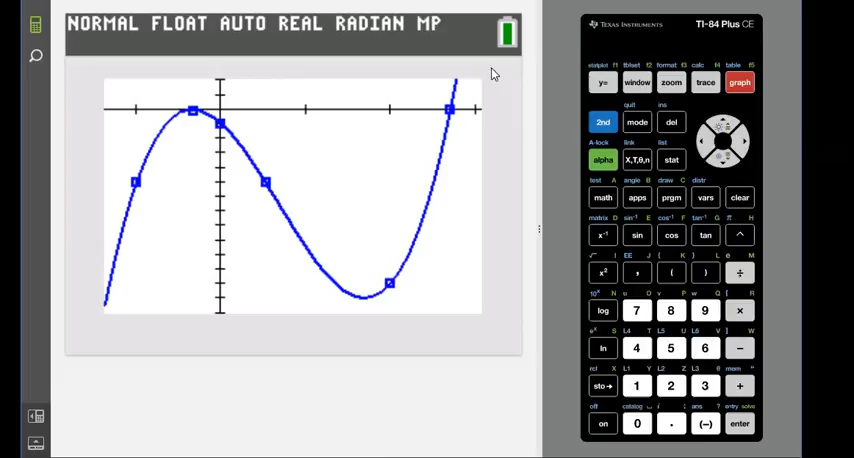 NORMAL FLOAT AUTO REAL RADIAN MP
TEXAS INSTRUMENTS TI-84 Plus CE
statplot f1 tblset f2 format f3 calc f4 table f5
y= window zoom trace graph
quit ins
2nd mode del
A-lock link list
alpha X,T,θ,n stat
test A angle B draw C distr
math apps prgm vars clear
matrix D sin⁻¹ E cos⁻¹ F tan⁻¹ G π H
x⁻¹ sin cos tan ^
√ I EE J { K } L e M
x² , ( ) ÷
10ˣ N u O v P w Q [ R
log 7 8 9 ×
eˣ S L4 T L5 U L6 V ] W
ln 4 5 6 −
rcl X L1 Y L2 Z L3 θ mem "
sto→ 1 2 3 +
off catalog ␣ i : ans ? entry solve
on 0 . (−) enter